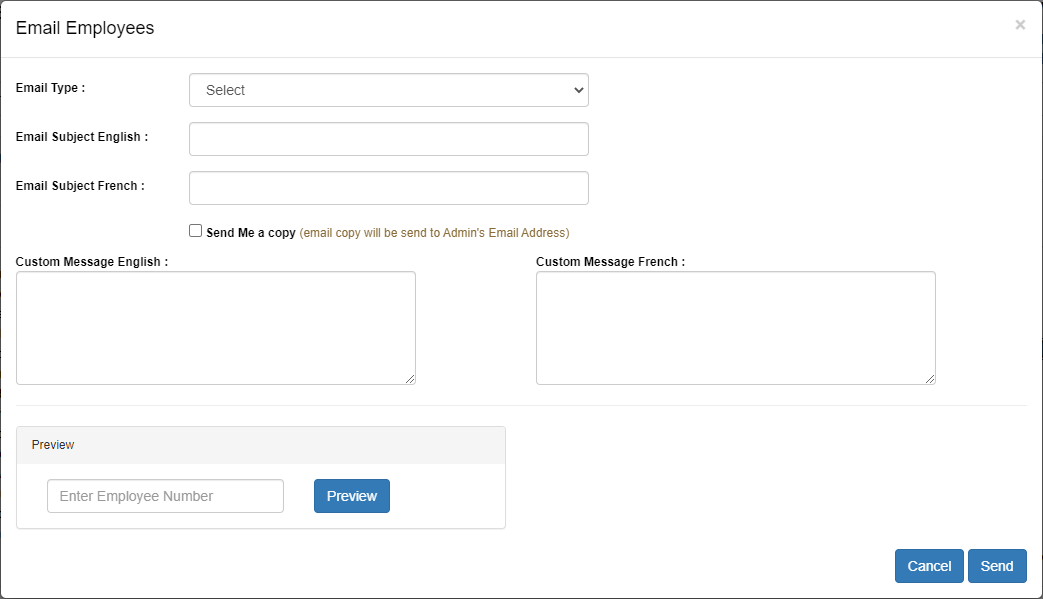 Email Employees ×
Email Type : Select
Email Subject English :
Email Subject French :
Send Me a copy (email copy will be send to Admin's Email Address)
Custom Message English : Custom Message French :
Preview
Enter Employee Number Preview
Cancel Send